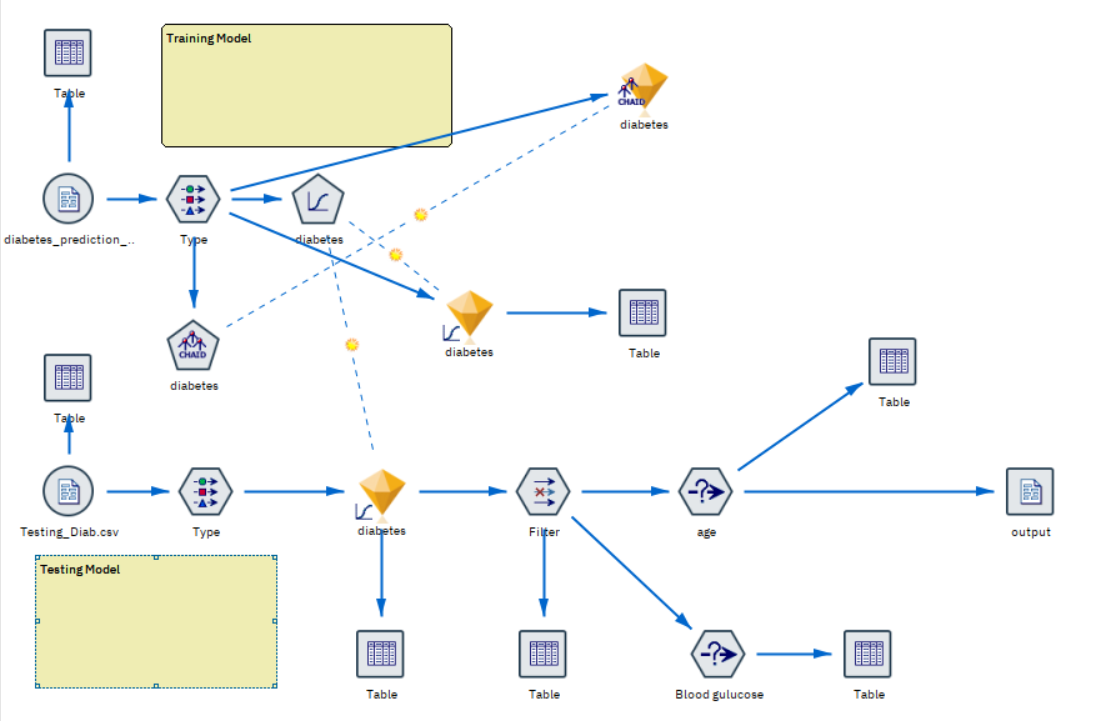 Training Model
Table
CHAID
diabetes
diabetes_prediction_..
Type
diabetes
diabetes
Table
CHAID
diabetes
Table
Table
Testing_Diab.csv
Type
diabetes
Filter
age
output
Testing Model
Table
Table
Blood gulucose
Table